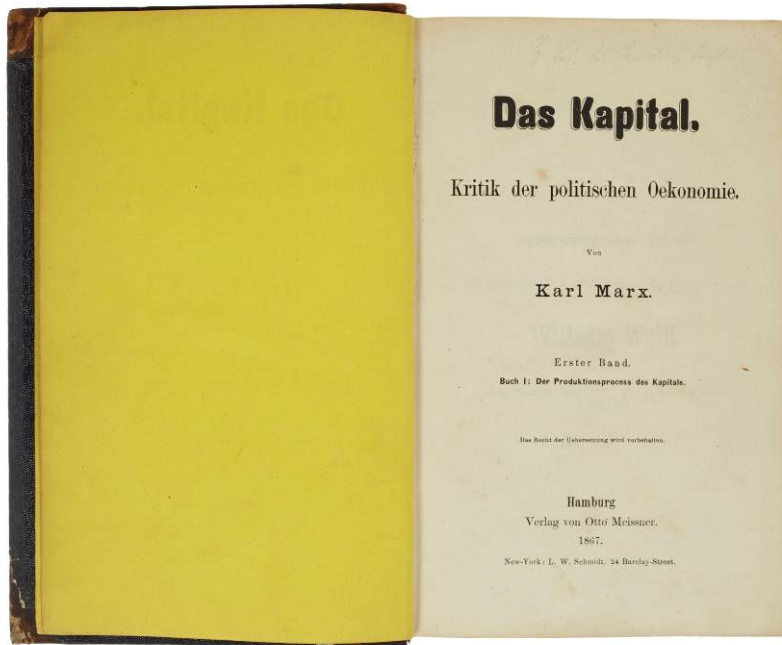 Das Kapital.
Kritik der politischen Oekonomie.
Von
Karl Marx.
Erster Band.
Buch I: Der Produktionsprocess des Kapitals.
Das Recht der Uebersetzung wird vorbehalten.
Hamburg
Verlag von Otto Meissner.
1867.
New-York: L. W. Schmidt. 24 Barclay-Street.